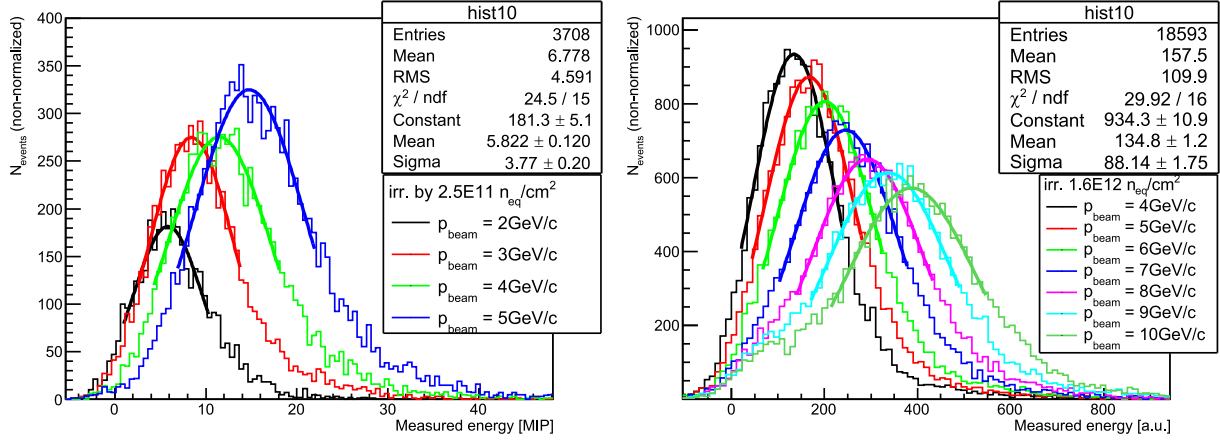 hist10
Entries 3708
Mean 6.778
RMS 4.591
χ² / ndf 24.5 / 15
Constant 181.3 ± 5.1
Mean 5.822 ± 0.120
Sigma 3.77 ± 0.20
irr. by 2.5E11 n_eq/cm²
p_beam = 2GeV/c
p_beam = 3GeV/c
p_beam = 4GeV/c
p_beam = 5GeV/c
N_events (non-normalized)
400
350
300
250
200
150
100
50
0
0 10 20 30 40
Measured energy [MIP]
hist10
Entries 18593
Mean 157.5
RMS 109.9
χ² / ndf 29.92 / 16
Constant 934.3 ± 10.9
Mean 134.8 ± 1.2
Sigma 88.14 ± 1.75
irr. 1.6E12 n_eq/cm²
p_beam = 4GeV/c
p_beam = 5GeV/c
p_beam = 6GeV/c
p_beam = 7GeV/c
p_beam = 8GeV/c
p_beam = 9GeV/c
p_beam = 10GeV/c
N_events (non-normalized)
1000
800
600
400
200
0 200 400 600 800
Measured energy [a.u.]